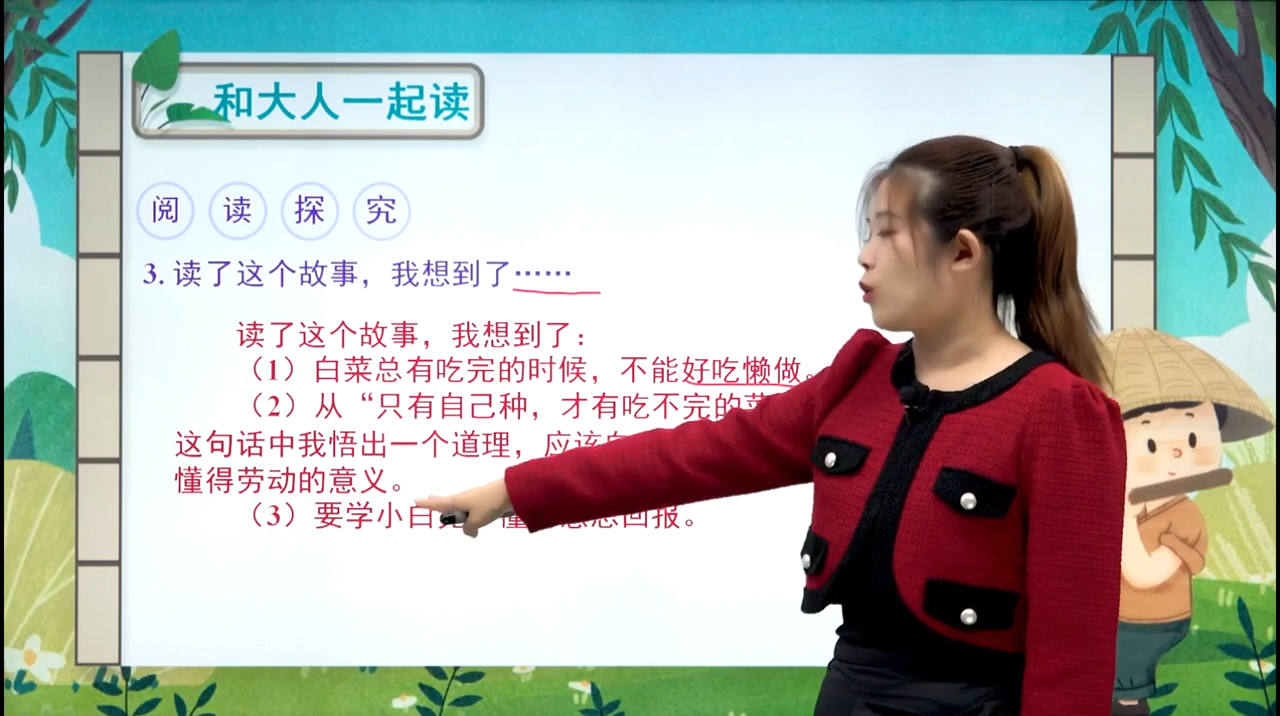 和大人一起读
阅读探究
3. 读了这个故事，我想到了……
读了这个故事，我想到了：
（1）白菜总有吃完的时候，不能好吃懒做。
（2）从“只有自己种，才有吃不完的菜
这句话中我悟出一个道理，应该
懂得劳动的意义。
（3）要学小白 回报。